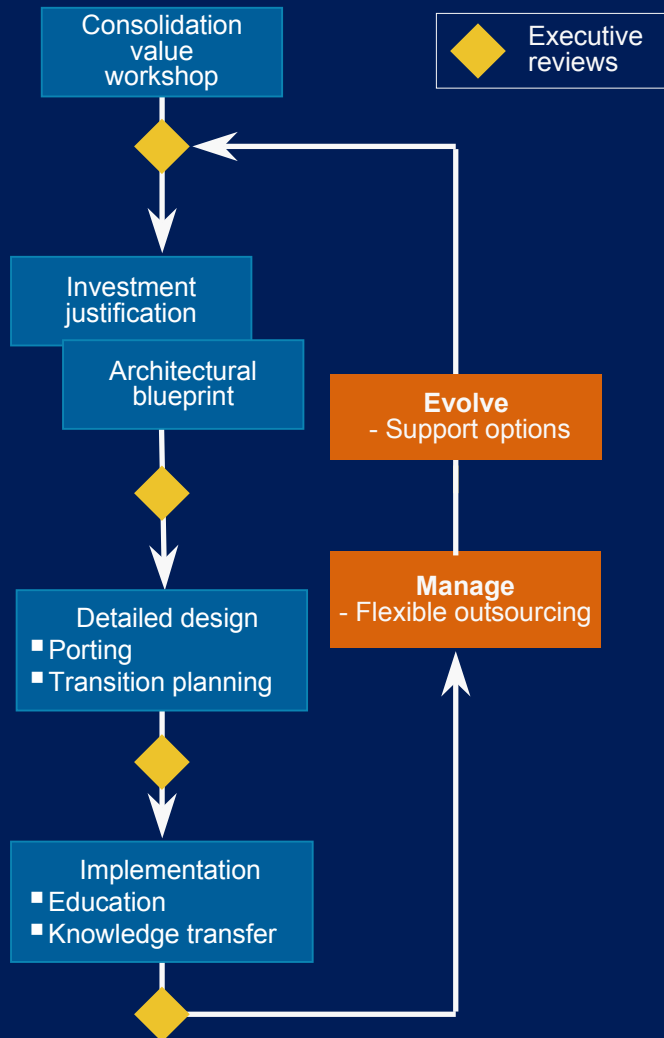 Consolidation
value
workshop
Executive
reviews
Investment
justification
Architectural
blueprint
Evolve
- Support options
Manage
- Flexible outsourcing
Detailed design
▪ Porting
▪ Transition planning
Implementation
▪ Education
▪ Knowledge transfer